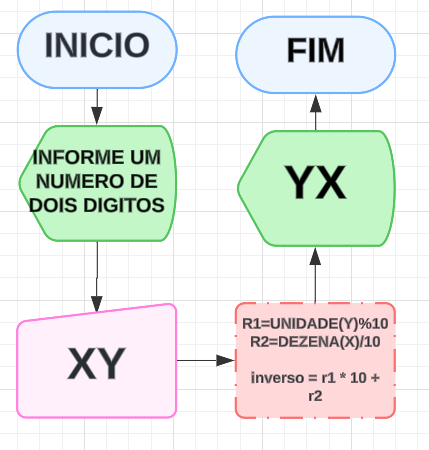 INICIO
INFORME UM
NUMERO DE
DOIS DIGITOS
XY
R1=UNIDADE(Y)%10
R2=DEZENA(X)/10
inverso = r1 * 10 +
r2
YX
FIM